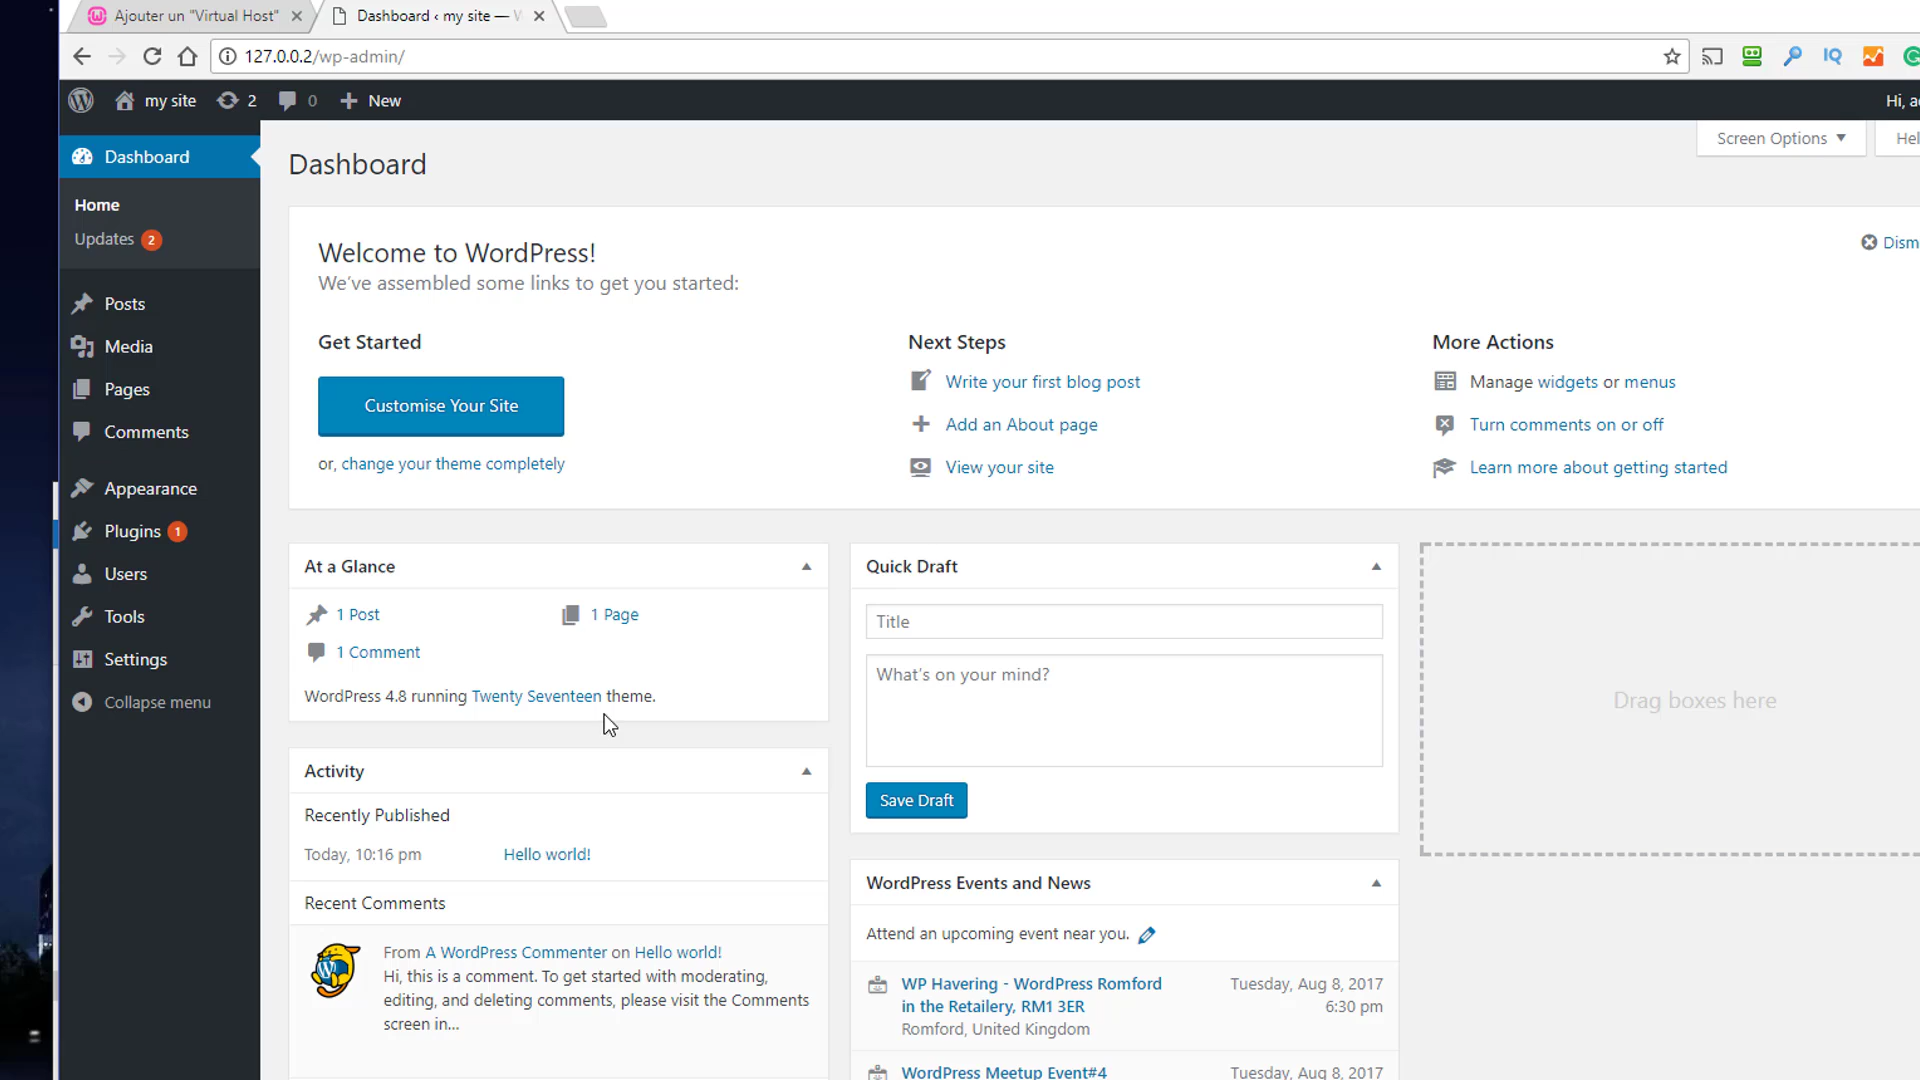 Ajouter un "Virtual Host"
Dashboard ‹ my site — W
127.0.0.2/wp-admin/
IQ
my site 2 0 New
Hi, a
Screen Options
Hel
Dashboard
Home
Updates 2
Posts
Media
Pages
Comments
Appearance
Plugins 1
Users
Tools
Settings
Collapse menu
Dashboard
Welcome to WordPress!
We've assembled some links to get you started:
Dism
Get Started
Customise Your Site
or, change your theme completely
Next Steps
Write your first blog post
Add an About page
View your site
More Actions
Manage widgets or menus
Turn comments on or off
Learn more about getting started
At a Glance
1 Post
1 Page
1 Comment
WordPress 4.8 running Twenty Seventeen theme.
Activity
Recently Published
Today, 10:16 pm Hello world!
Recent Comments
From A WordPress Commenter on Hello world!
Hi, this is a comment. To get started with moderating,
editing, and deleting comments, please visit the Comments
screen in...
Quick Draft
Title
What's on your mind?
Save Draft
WordPress Events and News
Attend an upcoming event near you.
WP Havering - WordPress Romford
in the Retailery, RM1 3ER
Romford, United Kingdom
Tuesday, Aug 8, 2017
6:30 pm
WordPress Meetup Event#4
Tuesday, Aug 8, 2017
Drag boxes here